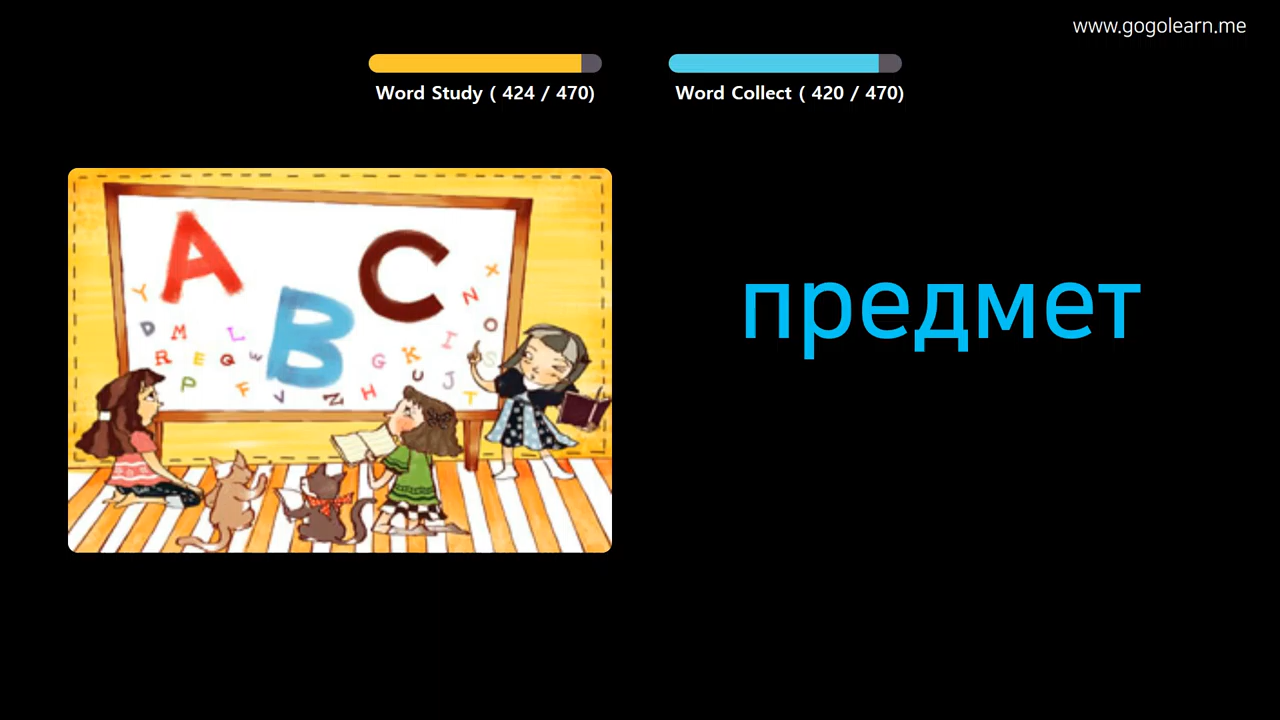 www.gogolearn.me
Word Study ( 424 / 470)
Word Collect ( 420 / 470)
предмет
A
C
B
Y
X
N
D
M
L
I
O
R
E
Q
W
G
K
S
P
F
V
Z
H
U
J
T